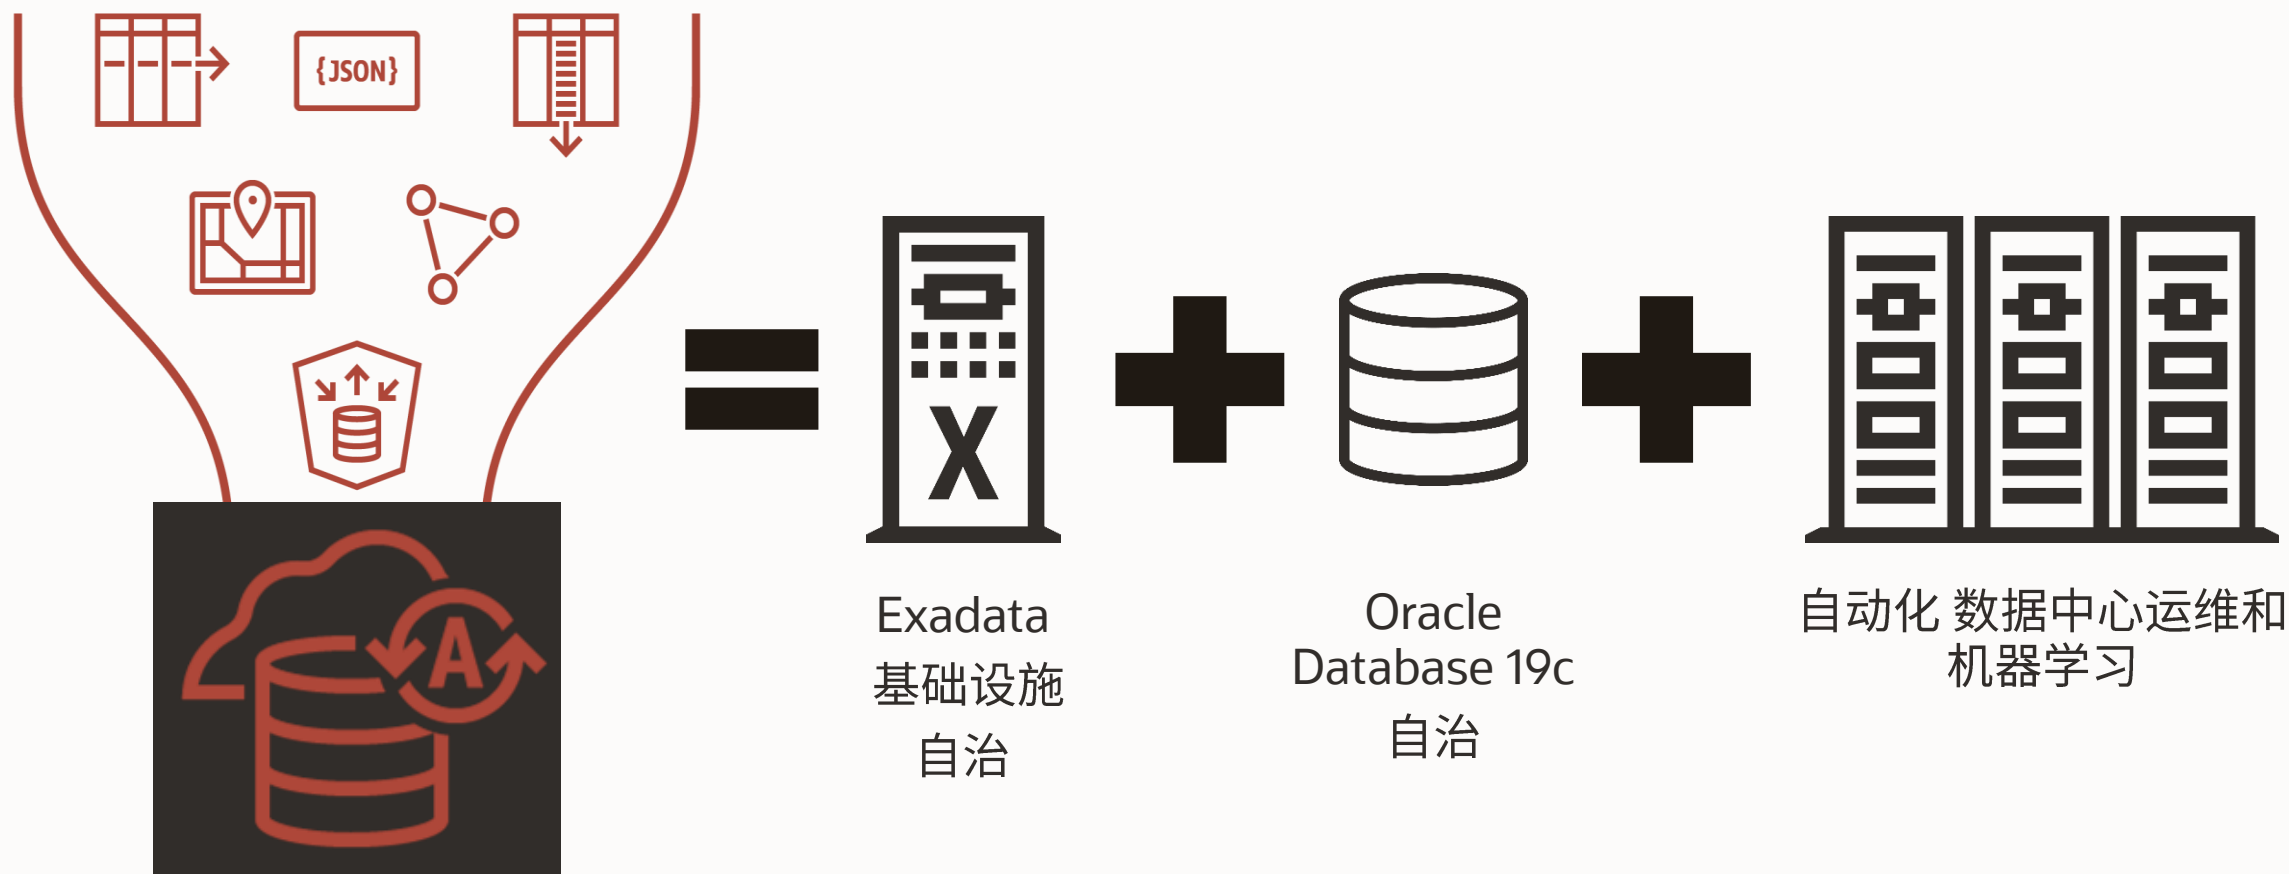 {JSON}
A
X
Exadata
基础设施
自治
Oracle
Database 19c
自治
自动化 数据中心运维和
机器学习